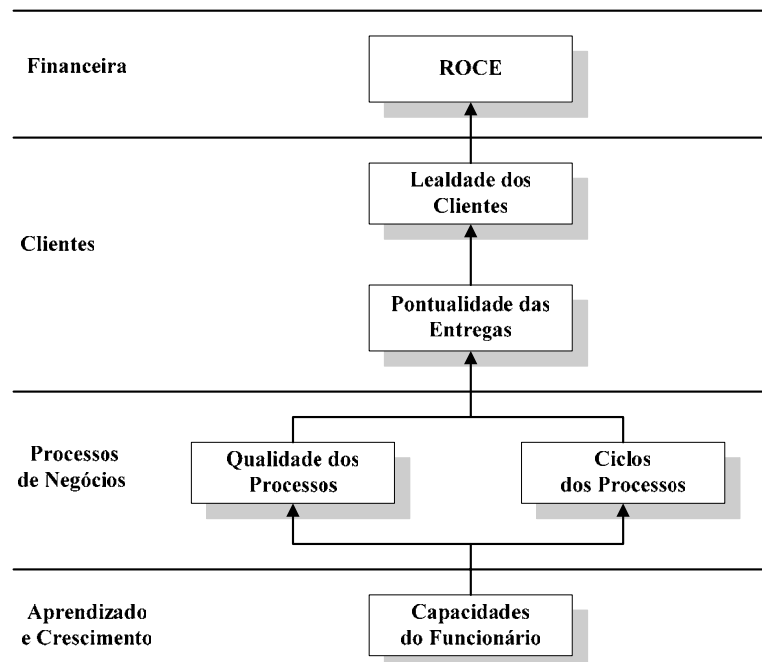 Financeira
ROCE
Lealdade dos
Clientes
Clientes
Pontualidade das
Entregas
Processos
de Negócios
Qualidade dos
Processos
Ciclos
dos Processos
Aprendizado
e Crescimento
Capacidades
do Funcionário